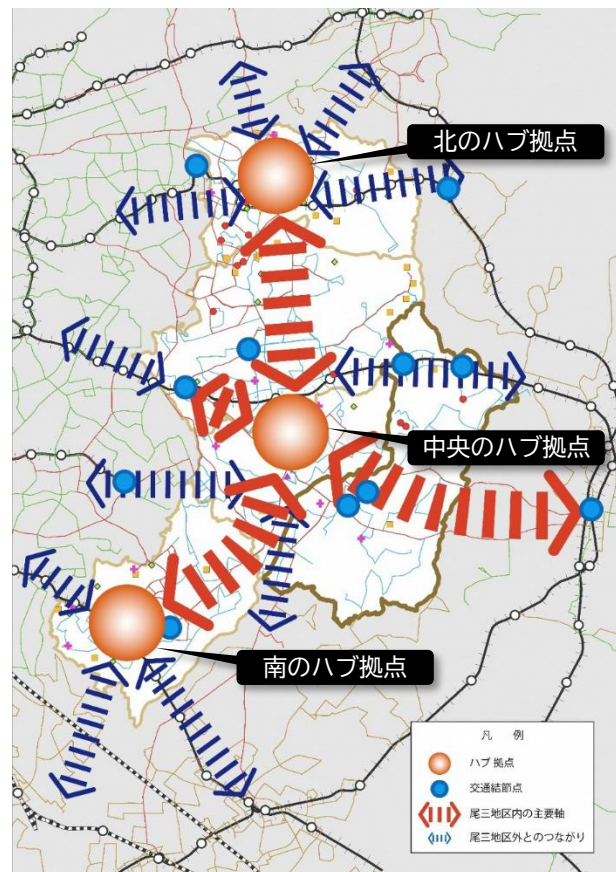 北のハブ拠点
中央のハブ拠点
南のハブ拠点
凡 例
ハブ拠点
交通結節点
尾三地区内の主要軸
尾三地区外とのつながり